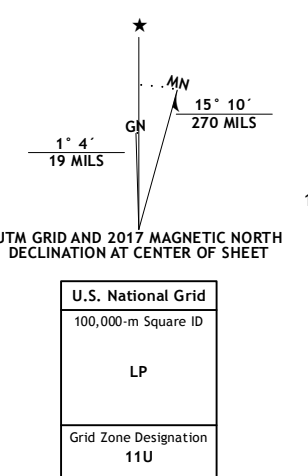 ★
MN
15° 10´
270 MILS
GN
1° 4´
19 MILS
UTM GRID AND 2017 MAGNETIC NORTH
DECLINATION AT CENTER OF SHEET
U.S. National Grid
100,000-m Square ID
LP
Grid Zone Designation
11U